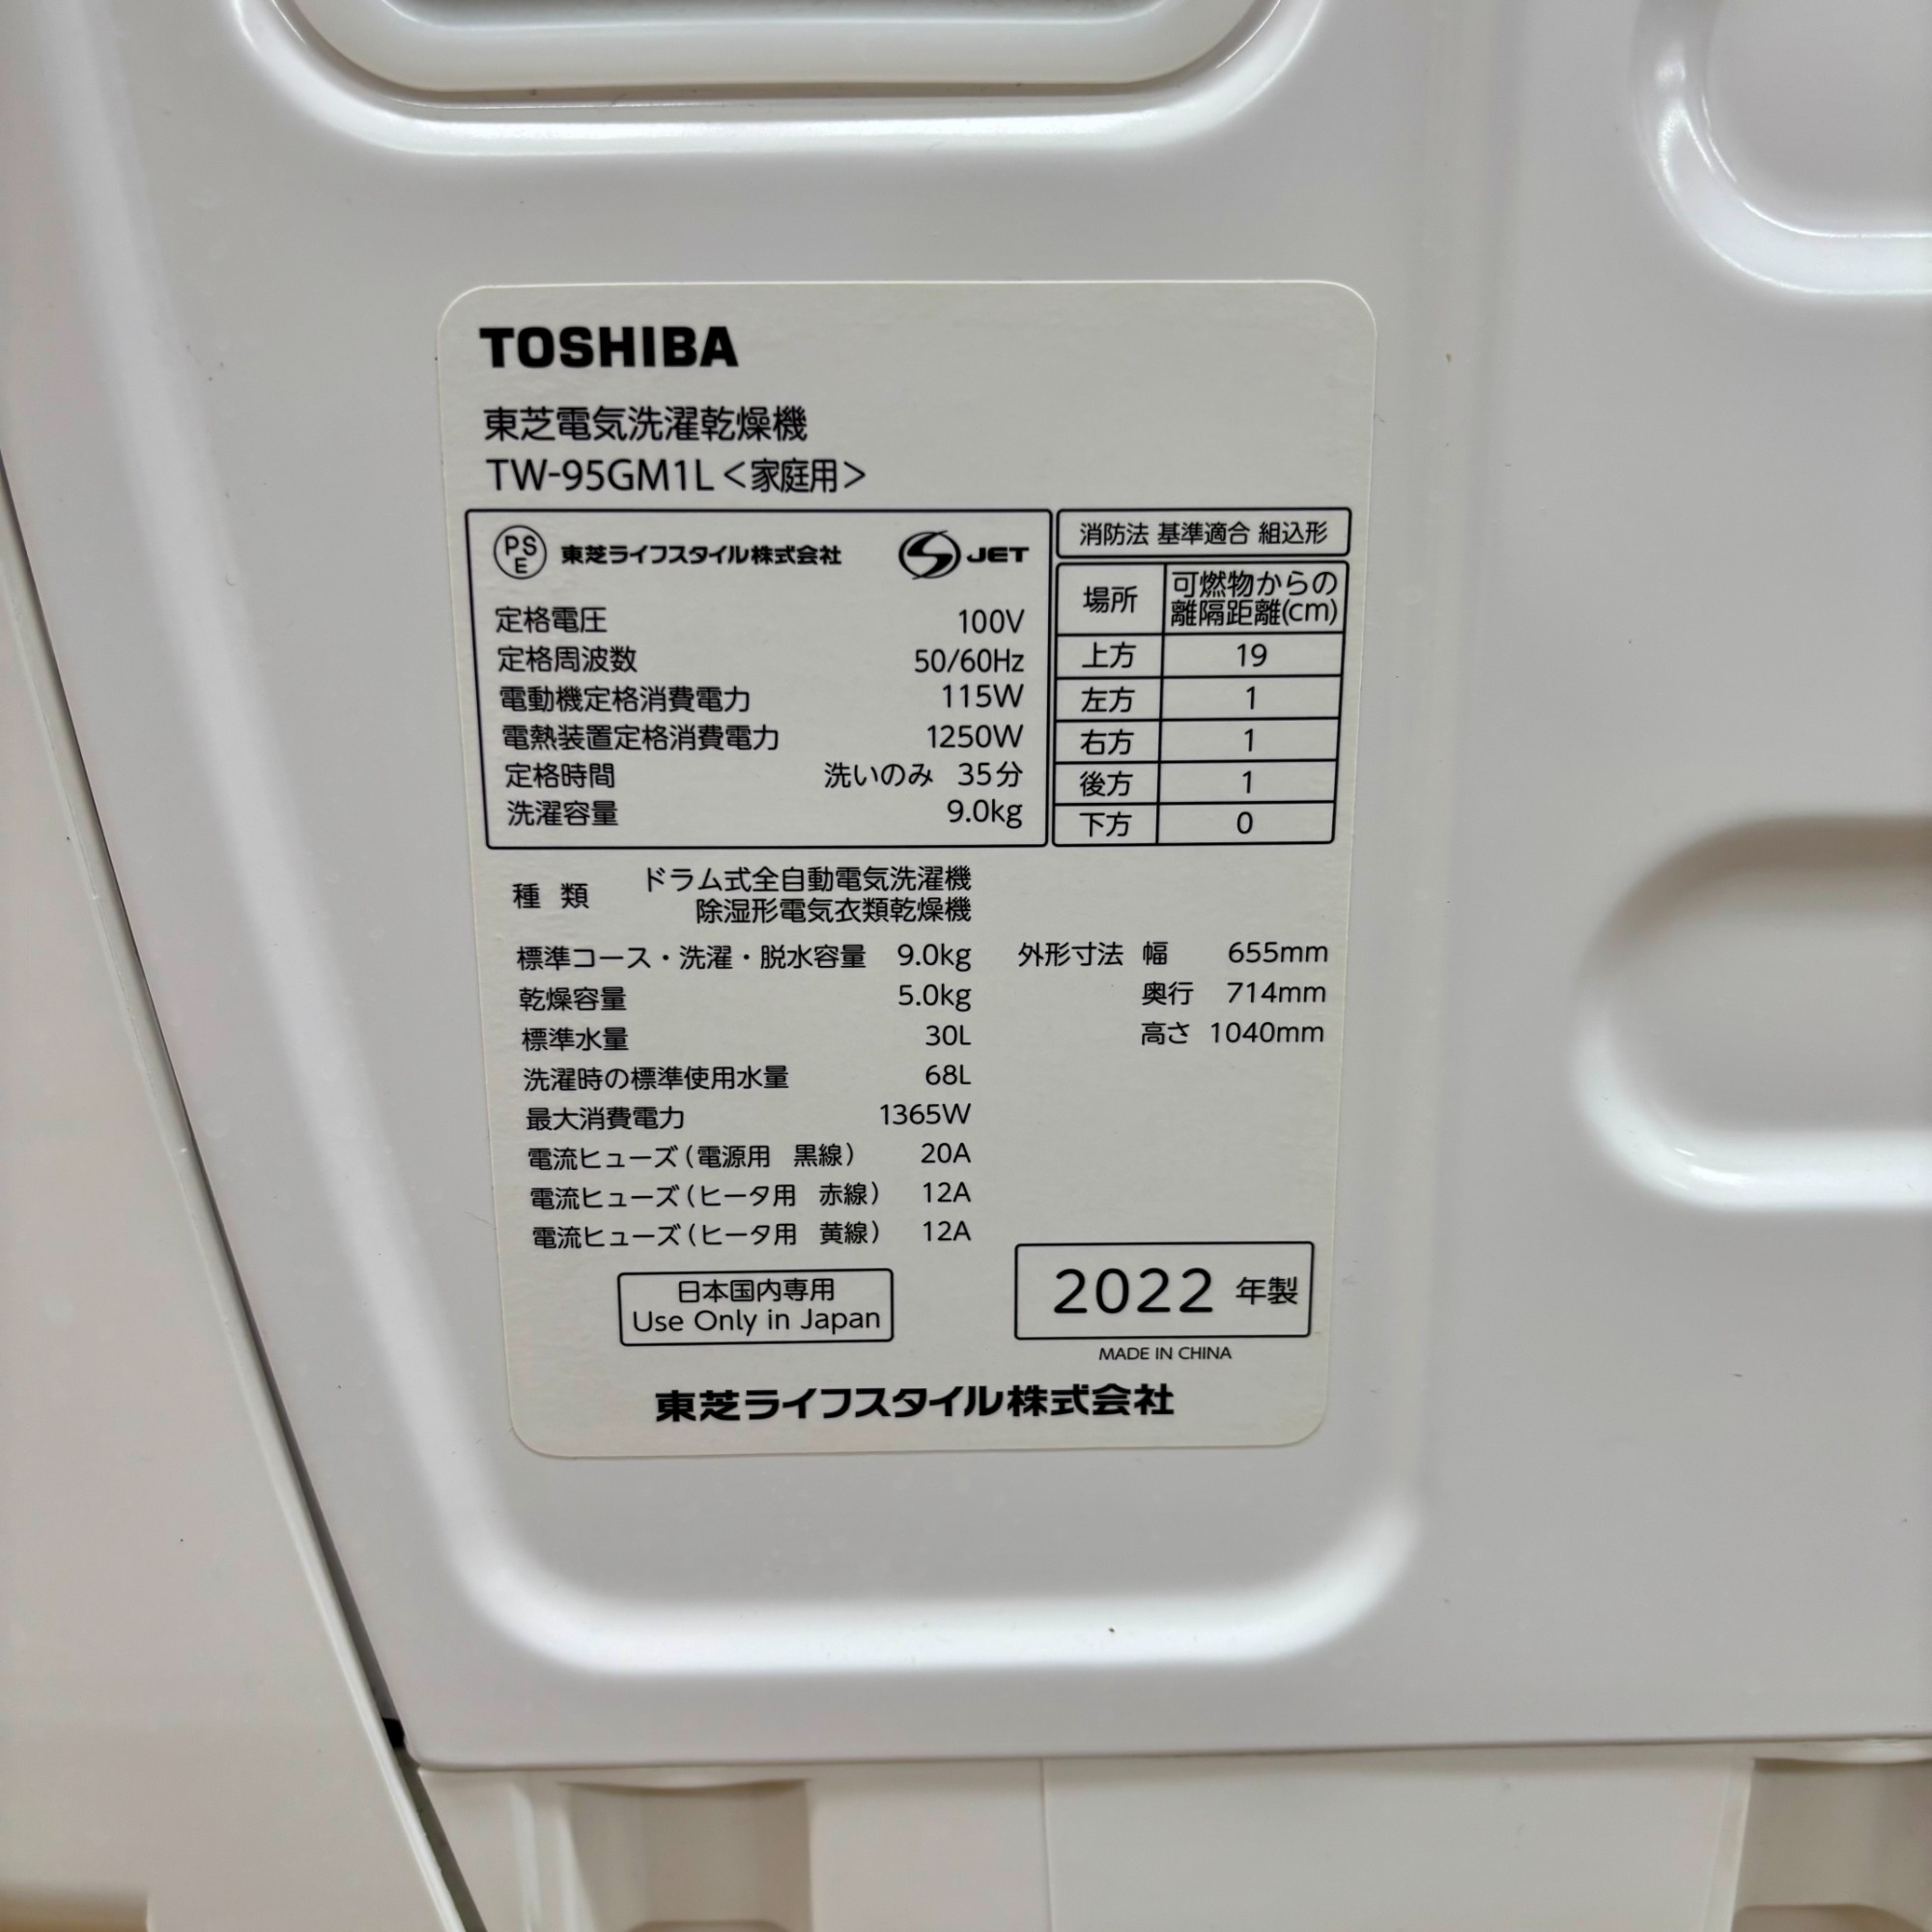 TOSHIBA
東芝電気洗濯乾燥機
TW-95GM1L<家庭用>
PS
E
東芝ライフスタイル株式会社
JET
定格電圧 100V
定格周波数 50/60Hz
電動機定格消費電力 115W
電熱装置定格消費電力 1250W
定格時間 洗いのみ 35分
洗濯容量 9.0kg
消防法 基準適合 組込形
場所 可燃物からの
離隔距離(cm)
上方 19
左方 1
右方 1
後方 1
下方 0
種 類 ドラム式全自動電気洗濯機
除湿形電気衣類乾燥機
標準コース・洗濯・脱水容量 9.0kg
乾燥容量 5.0kg
標準水量 30L
洗濯時の標準使用水量 68L
最大消費電力 1365W
電流ヒューズ(電源用 黒線) 20A
電流ヒューズ(ヒータ用 赤線) 12A
電流ヒューズ(ヒータ用 黄線) 12A
外形寸法 幅 655mm
奥行 714mm
高さ 1040mm
日本国内専用
Use Only in Japan
2022 年製
MADE IN CHINA
東芝ライフスタイル株式会社